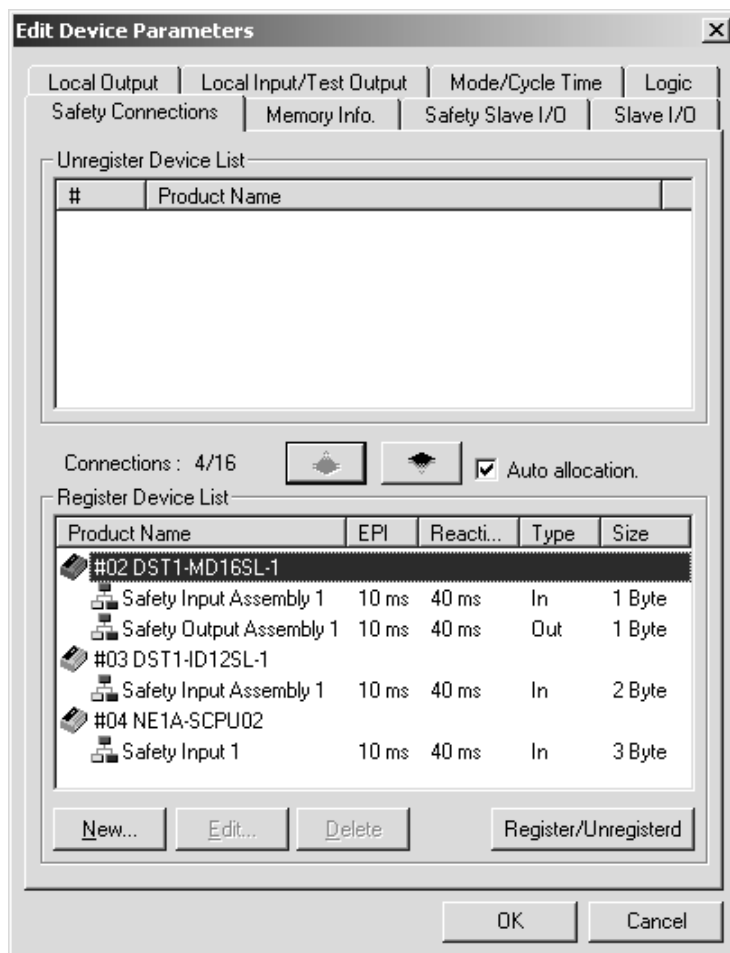 Edit Device Parameters
Local Output Local Input/Test Output Mode/Cycle Time Logic
Safety Connections Memory Info. Safety Slave I/O Slave I/O
Unregister Device List
# Product Name
Connections : 4/16 Auto allocation.
Register Device List
Product Name EPI Reacti... Type Size
#02 DST1-MD16SL-1
Safety Input Assembly 1 10 ms 40 ms In 1 Byte
Safety Output Assembly 1 10 ms 40 ms Out 1 Byte
#03 DST1-ID12SL-1
Safety Input Assembly 1 10 ms 40 ms In 2 Byte
#04 NE1A-SCPU02
Safety Input 1 10 ms 40 ms In 3 Byte
New... Edit... Delete Register/Unregisterd
OK Cancel